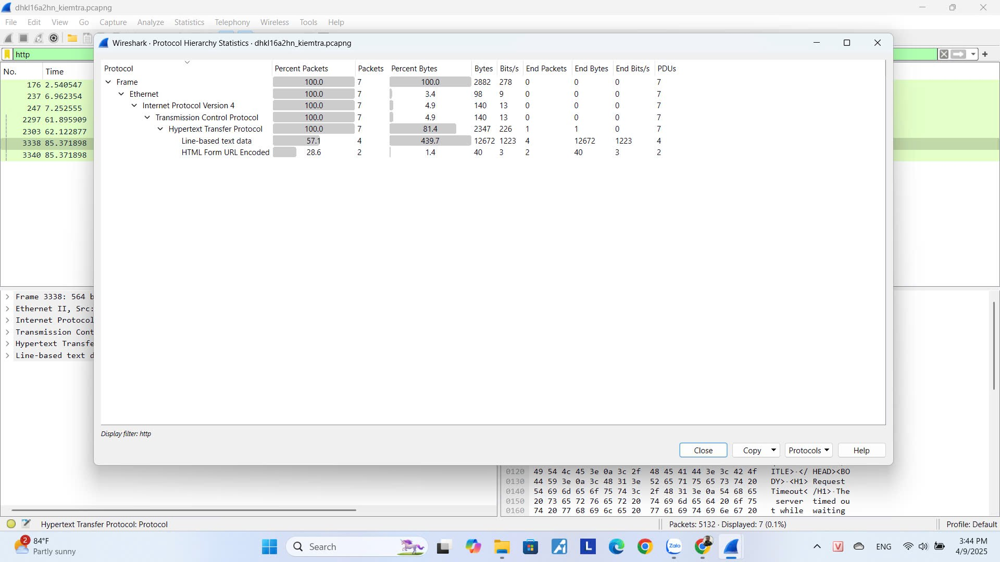 dhkl16a2hn_kiemtra.pcapng
File Edit View Go Capture Analyze Statistics Telephony Wireless Tools Help
Wireshark · Protocol Hierarchy Statistics · dhkl16a2hn_kiemtra.pcapng
http
No. Time
176 2.540547
237 6.962354
247 7.252555
2297 61.895909
2303 62.122877
3338 85.371898
3340 85.371898
Protocol Percent Packets Packets Percent Bytes Bytes Bits/s End Packets End Bytes End Bits/s PDUs
Frame 100.0 7 100.0 2882 278 0 0 0 7
Ethernet 100.0 7 3.4 98 9 0 0 0 7
Internet Protocol Version 4 100.0 7 4.9 140 13 0 0 0 7
Transmission Control Protocol 100.0 7 4.9 140 13 0 0 0 7
Hypertext Transfer Protocol 100.0 7 81.4 2347 226 1 1 0 7
Line-based text data 57.1 4 439.7 12672 1223 4 12672 1223 4
HTML Form URL Encoded 28.6 2 1.4 40 3 2 40 3 2
Display filter: http
Close Copy Protocols Help
Frame 3338: 564 b
Ethernet II, Src:
Internet Protocol
Transmission Cont
Hypertext Transfe
Line-based text d
0120 49 54 4c 45 3e 0a 3c 2f 48 45 41 44 3e 3c 42 4f ITLE>·</ HEAD><BO
0130 44 59 3e 0a 3c 48 31 3e 52 65 71 75 65 73 74 20 DY>·<H1> Request
0140 54 69 6d 65 6f 75 74 3c 2f 48 31 3e 0a 54 68 65 Timeout< /H1>·The
0150 20 73 65 72 76 65 72 20 74 69 6d 65 64 20 6f 75 server timed ou
0160 74 20 77 68 69 6c 65 20 77 61 69 74 69 6e 67 20 t while waiting
Hypertext Transfer Protocol: Protocol
Packets: 5132 · Displayed: 7 (0.1%)
Profile: Default
2
84°F
Partly sunny
Search
L
Zalo
V
ENG
3:44 PM
4/9/2025